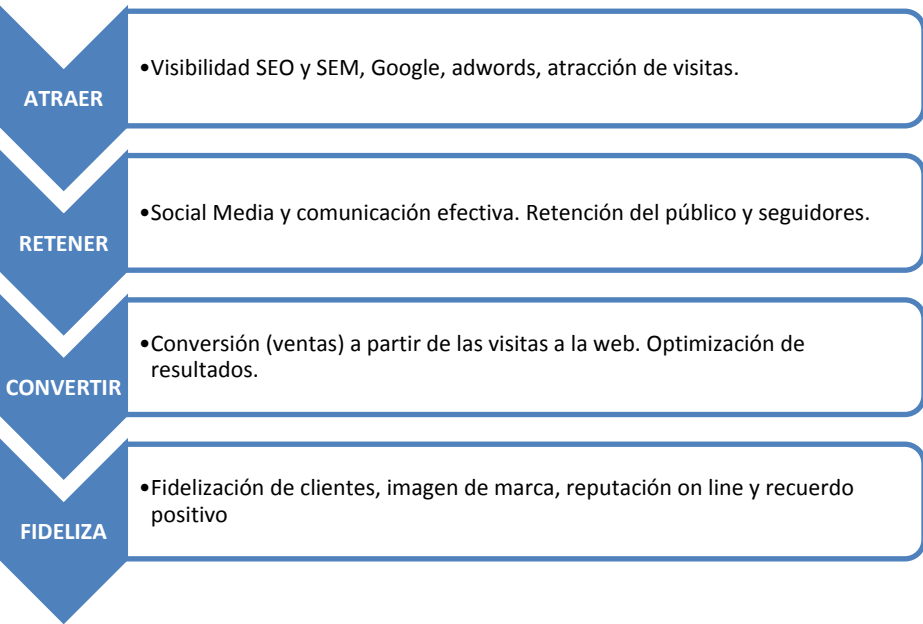 ATRAER
•Visibilidad SEO y SEM, Google, adwords, atracción de visitas.
RETENER
•Social Media y comunicación efectiva. Retención del público y seguidores.
CONVERTIR
•Conversión (ventas) a partir de las visitas a la web. Optimización de
resultados.
FIDELIZA
•Fidelización de clientes, imagen de marca, reputación on line y recuerdo
positivo